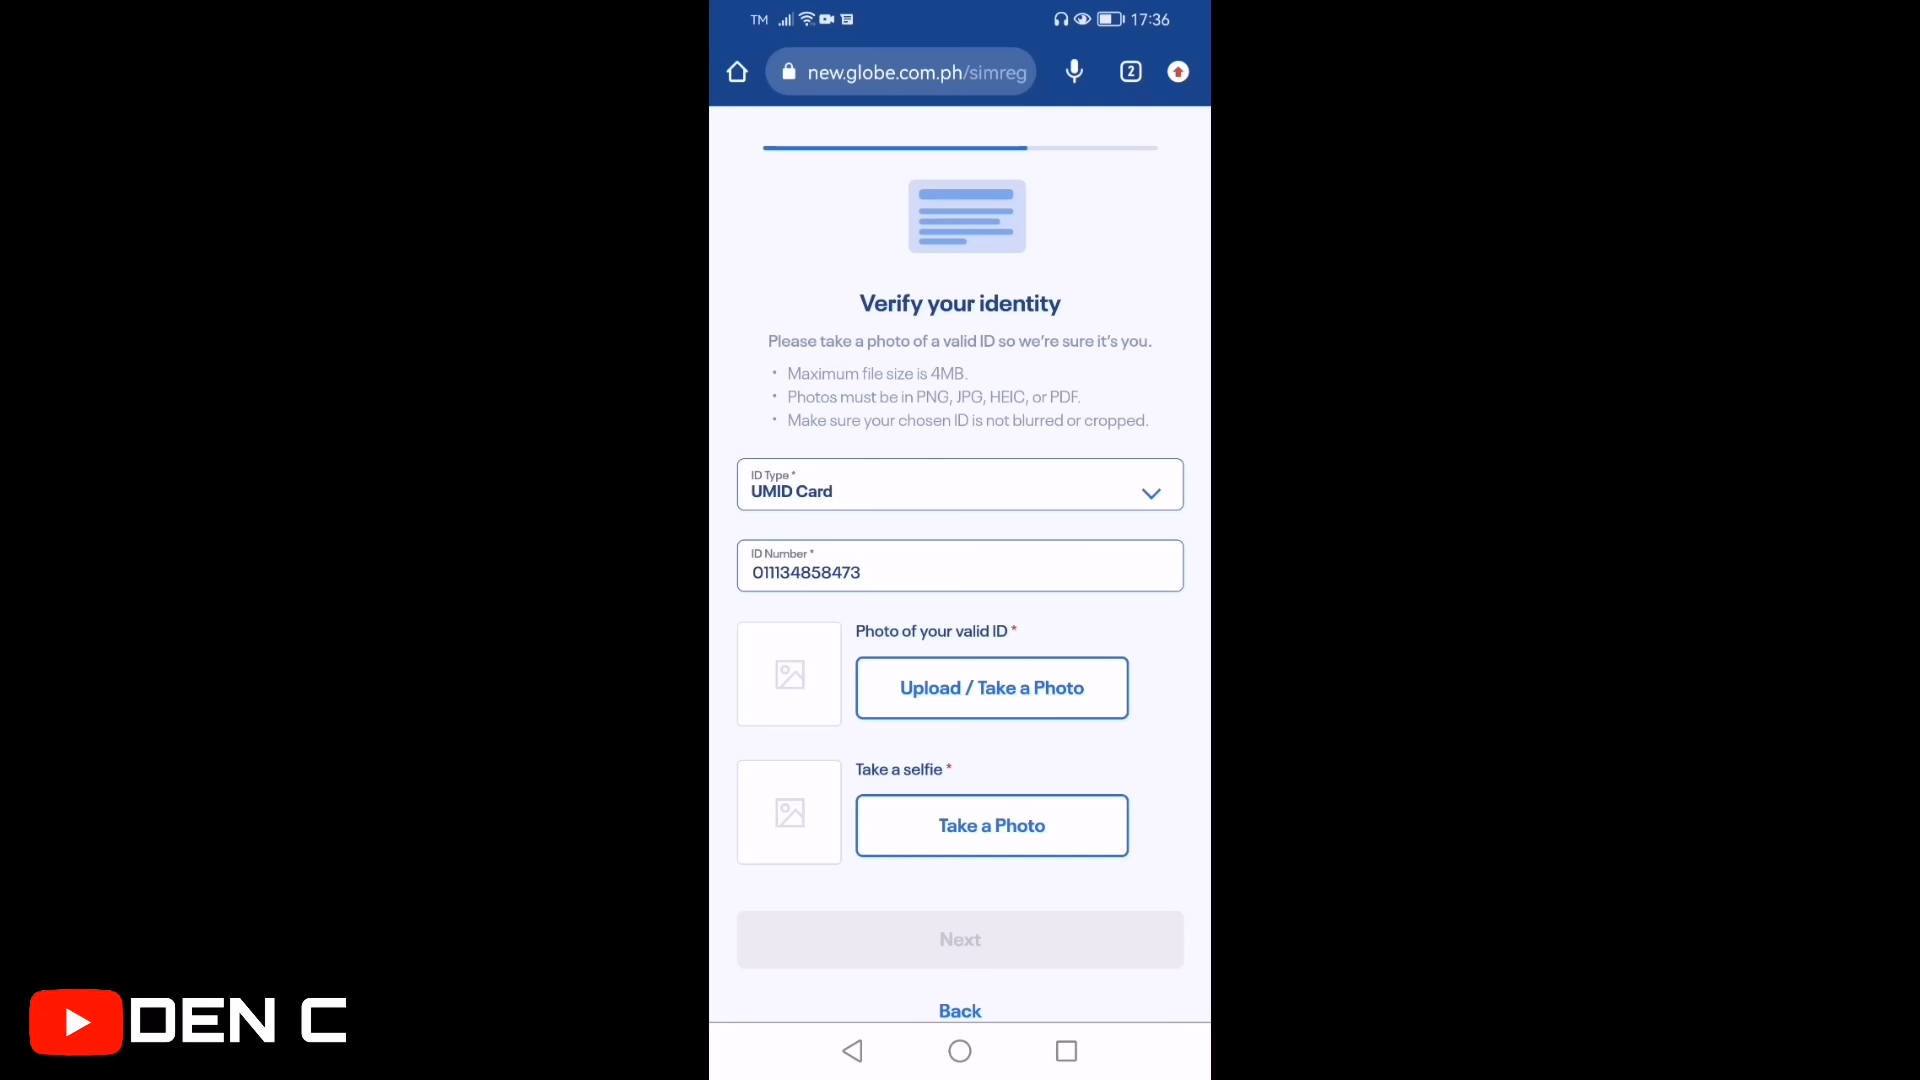 TM 17:36
new.globe.com.ph/simreg 2
Verify your identity
Please take a photo of a valid ID so we're sure it's you.
• Maximum file size is 4MB.
• Photos must be in PNG, JPG, HEIC, or PDF.
• Make sure your chosen ID is not blurred or cropped.
ID Type *
UMID Card
ID Number *
011134858473
Photo of your valid ID *
Upload / Take a Photo
Take a selfie *
Take a Photo
Next
Back
DEN C